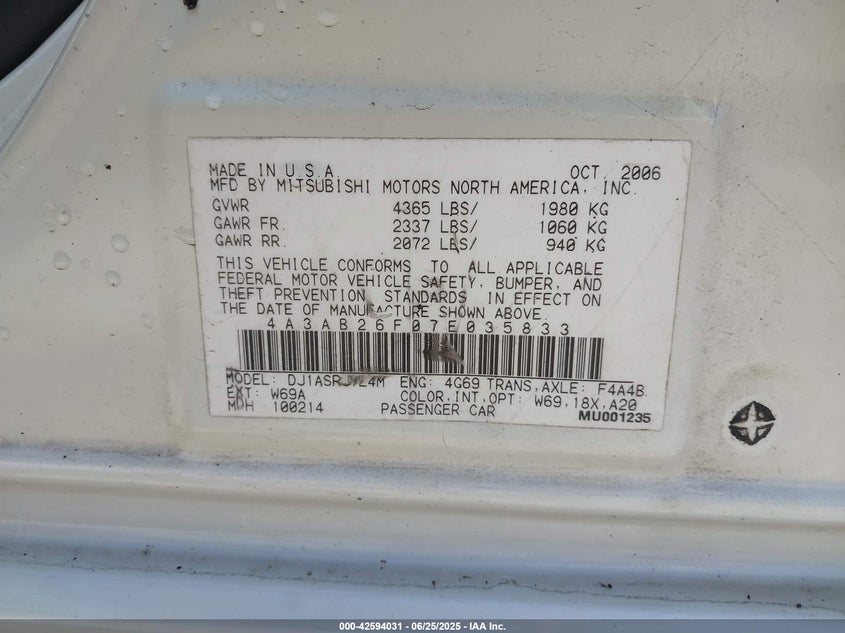 MADE IN U.S.A. OCT. 2006
MFD BY MITSUBISHI MOTORS NORTH AMERICA, INC.
GVWR 4365 LBS/ 1980 KG
GAWR FR. 2337 LBS/ 1060 KG
GAWR RR. 2072 LBS/ 940 KG
THIS VEHICLE CONFORMS TO ALL APPLICABLE
FEDERAL MOTOR VEHICLE SAFETY, BUMPER, AND
THEFT PREVENTION STANDARDS IN EFFECT ON
THE DATE OF MANUFACTURE SHOWN ABOVE.
4A3AB26F07E035833
MODEL: ENG: 4G69 TRANS,AXLE: F4A4B
EXT: W69A COLOR,INT,OPT: W69,18X,A20
MDH 100214 PASSENGER CAR MU001235
000-42594031 - 06/25/2025 - IAA Inc.